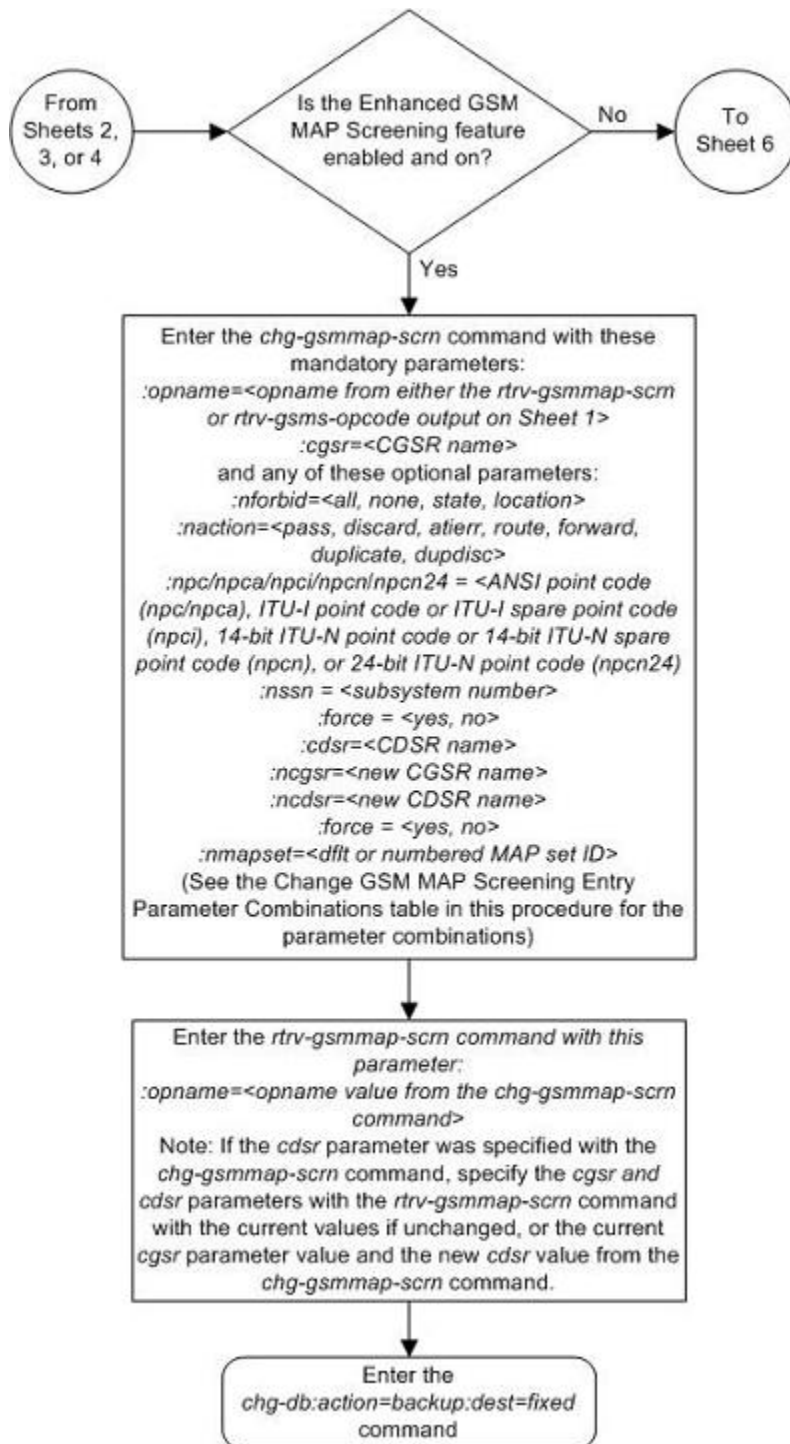 From
Sheets 2,
3, or 4
Is the Enhanced GSM
MAP Screening feature
enabled and on?
No
To
Sheet 6
Yes
Enter the chg-gsmmap-scrn command with these
mandatory parameters:
:opname=<opname from either the rtrv-gsmmap-scrn
or rtrv-gsms-opcode output on Sheet 1>
:cgsr=<CGSR name>
and any of these optional parameters:
:nforbid=<all, none, state, location>
:naction=<pass, discard, atierr, route, forward,
duplicate, dupdisc>
:npc/npca/npci/npcn/npcn24 = <ANSI point code
(npc/npca), ITU-I point code or ITU-I spare point code
(npci), 14-bit ITU-N point code or 14-bit ITU-N spare
point code (npcn), or 24-bit ITU-N point code (npcn24)
:nssn = <subsystem number>
:force = <yes, no>
:cdsr=<CDSR name>
:ncgsr=<new CGSR name>
:ncdsr=<new CDSR name>
:force = <yes, no>
:nmapset=<dflt or numbered MAP set ID>
(See the Change GSM MAP Screening Entry
Parameter Combinations table in this procedure for the
parameter combinations)
Enter the rtrv-gsmmap-scrn command with this
parameter:
:opname=<opname value from the chg-gsmmap-scrn
command>
Note: If the cdsr parameter was specified with the
chg-gsmmap-scrn command, specify the cgsr and
cdsr parameters with the rtrv-gsmmap-scrn command
with the current values if unchanged, or the current
cgsr parameter value and the new cdsr value from the
chg-gsmmap-scrn command.
Enter the
chg-db:action=backup:dest=fixed
command